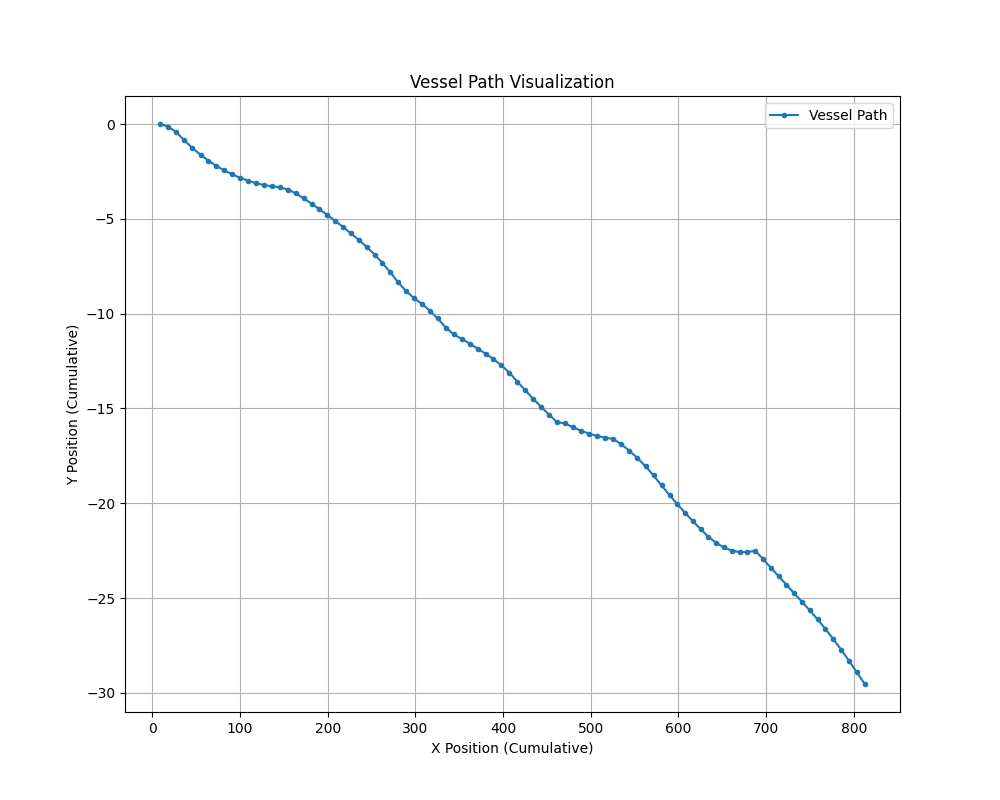 Vessel Path Visualization
Vessel Path
0
−5
−10
−15
−20
−25
−30
Y Position (Cumulative)
0 100 200 300 400 500 600 700 800
X Position (Cumulative)